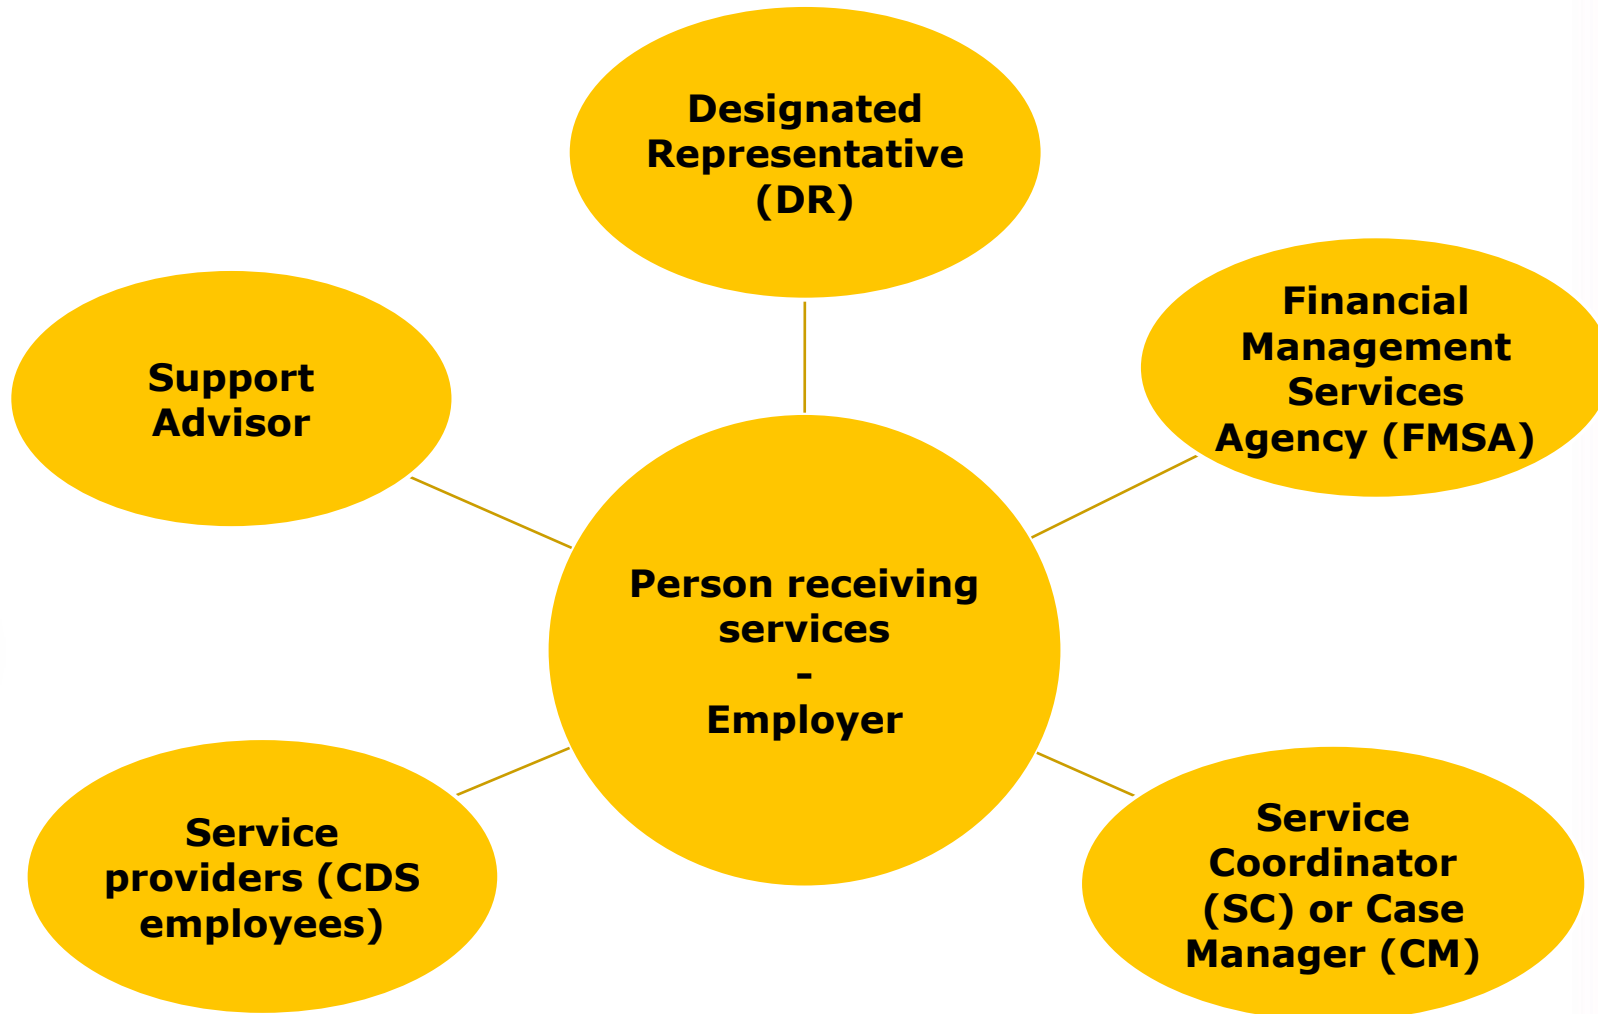 Designated
Representative
(DR)
Financial
Management
Services
Agency (FMSA)
Support
Advisor
Person receiving
services
-
Employer
Service
providers (CDS
employees)
Service
Coordinator
(SC) or Case
Manager (CM)